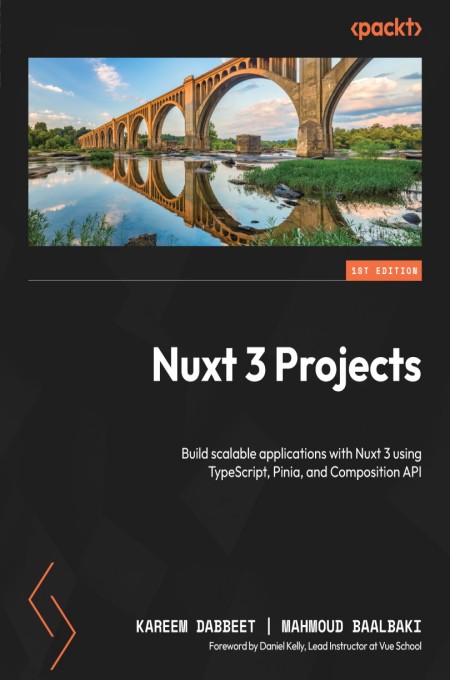 <packt>
1ST EDITION
Nuxt 3 Projects
Build scalable applications with Nuxt 3 using
TypeScript, Pinia, and Composition API
KAREEM DABBEET | MAHMOUD BAALBAKI
Foreword by Daniel Kelly, Lead Instructor at Vue School